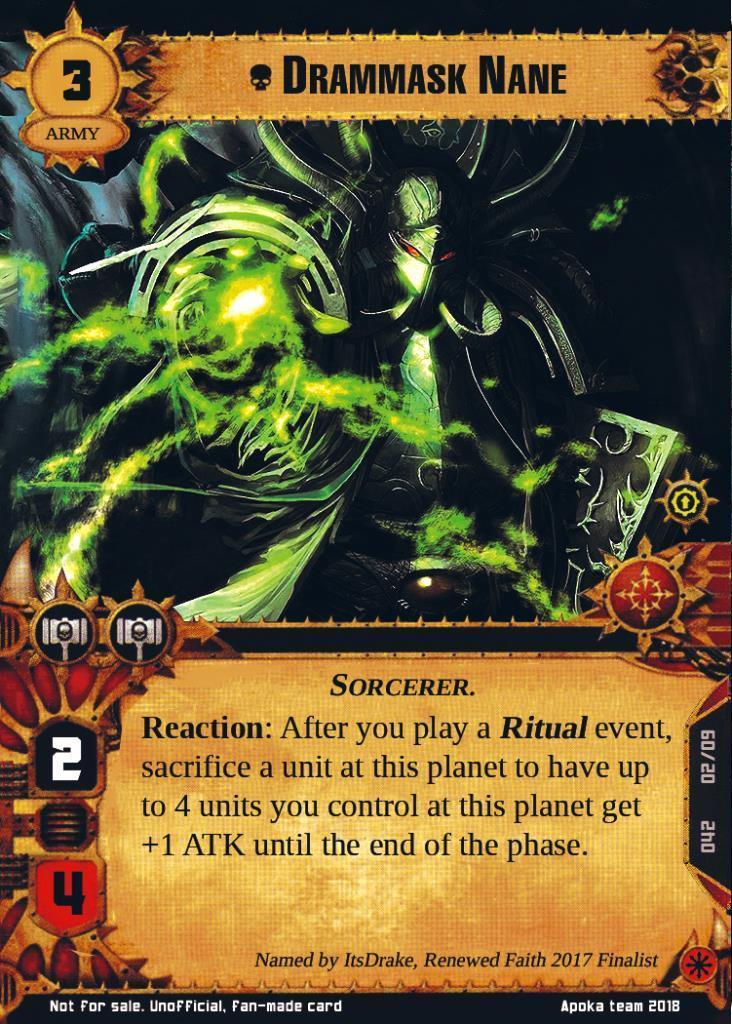 3
ARMY
DRAMMASK NANE
SORCERER.
Reaction: After you play a Ritual event,
sacrifice a unit at this planet to have up
to 4 units you control at this planet get
+1 ATK until the end of the phase.
2
4
02/09
240
Named by ItsDrake, Renewed Faith 2017 Finalist
Not for sale. Unofficial, fan-made card
Apoka team 2018